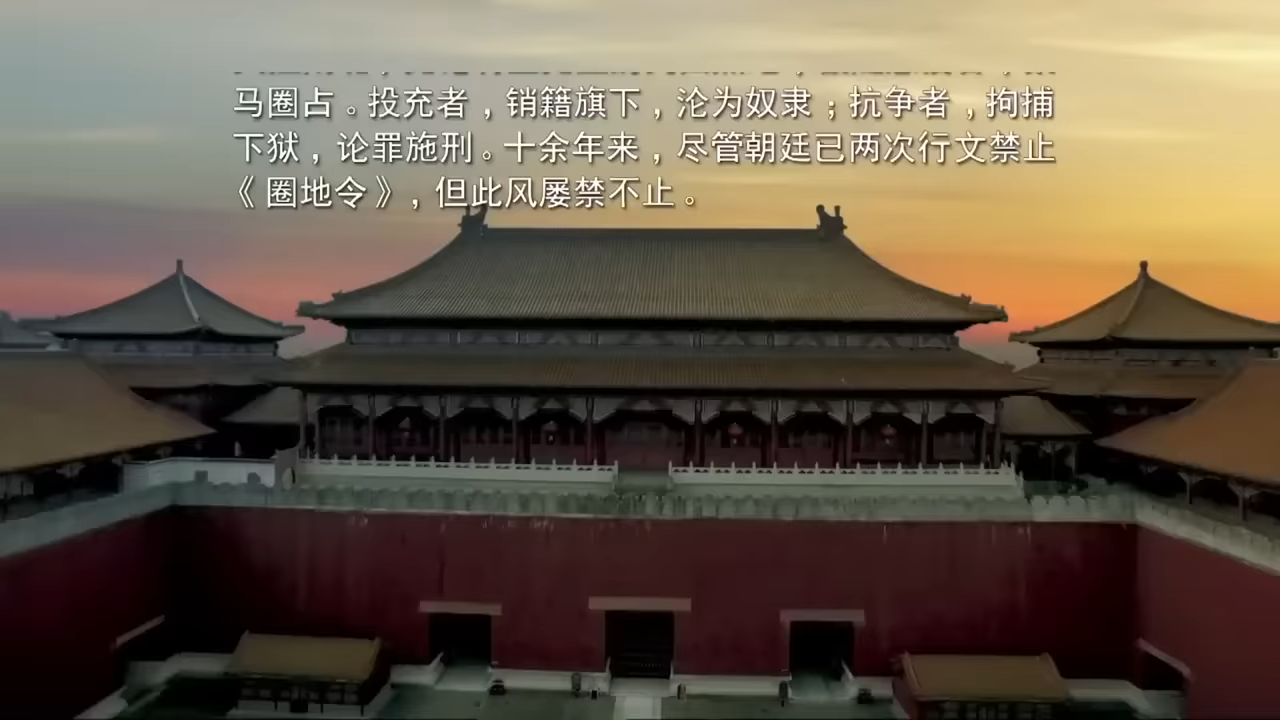 马圈占。投充者，销籍旗下，沦为奴隶；抗争者，拘捕
下狱，论罪施刑。十余年来，尽管朝廷已两次行文禁止
《圈地令》，但此风屡禁不止。